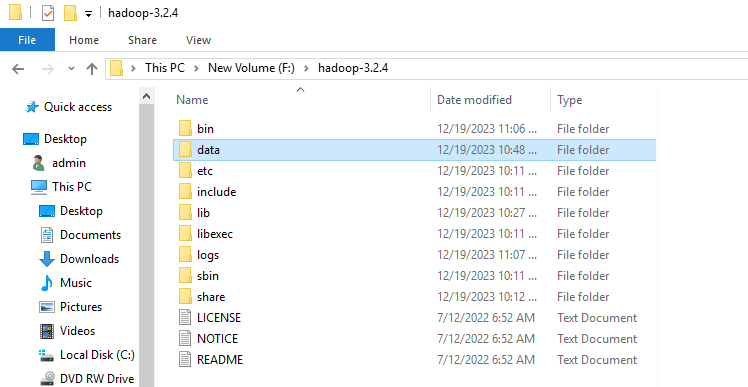 hadoop-3.2.4
File Home Share View
This PC New Volume (F:) hadoop-3.2.4
Quick access
Desktop
admin
This PC
Desktop
Documents
Downloads
Music
Pictures
Videos
Local Disk (C:)
DVD RW Drive
Name Date modified Type
bin 12/19/2023 11:06 ... File folder
data 12/19/2023 10:48 ... File folder
etc 12/19/2023 10:11 ... File folder
include 12/19/2023 10:11 ... File folder
lib 12/19/2023 10:27 ... File folder
libexec 12/19/2023 10:11 ... File folder
logs 12/19/2023 11:07 ... File folder
sbin 12/19/2023 10:11 ... File folder
share 12/19/2023 10:12 ... File folder
LICENSE 7/12/2022 6:52 AM Text Document
NOTICE 7/12/2022 6:52 AM Text Document
README 7/12/2022 6:52 AM Text Document